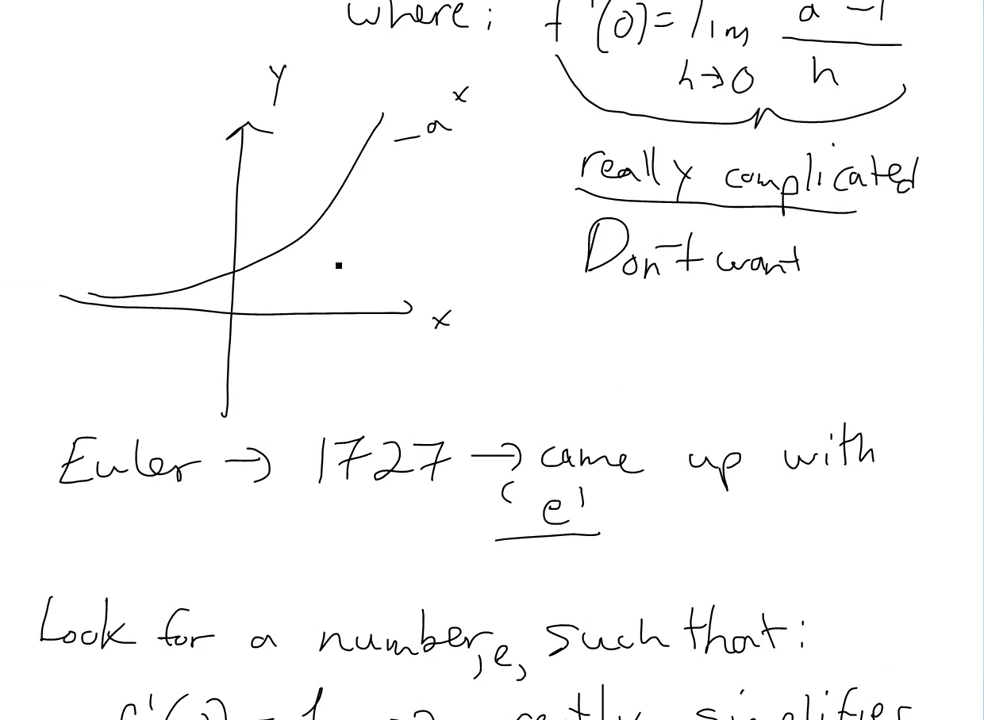 where: f'(0) = lim a - 1
h→0 h
y
a^x
really complicated
Don't want
x
Euler → 1727 → came up with
'e'
Look for a number, e, such that: